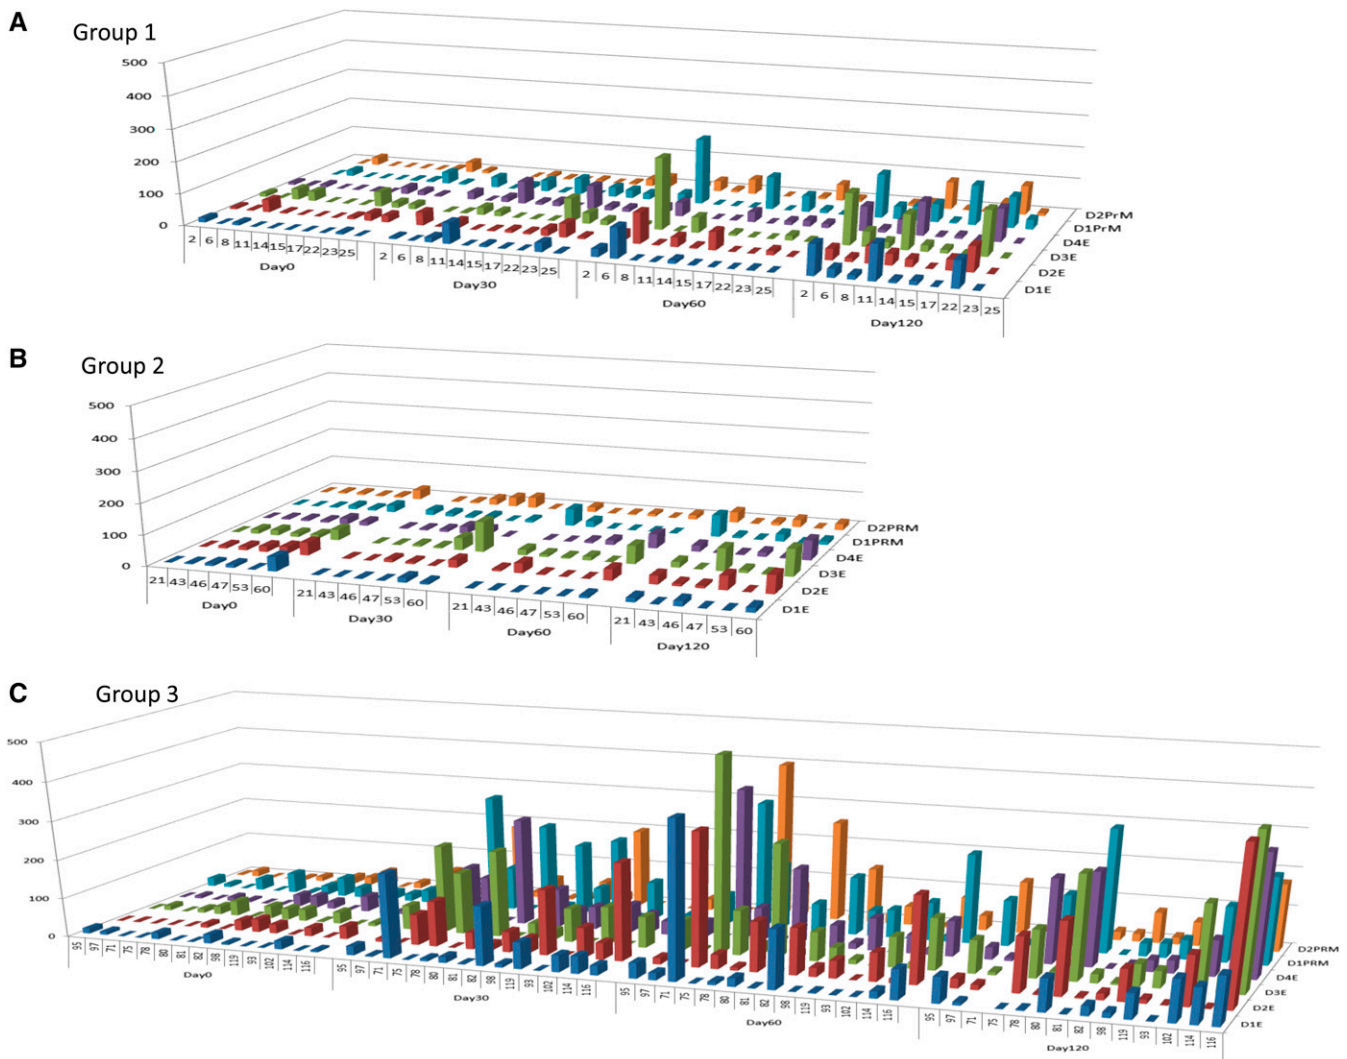 A
Group 1
500
400
300
200
100
0
2 6 8 11 14 15 17 22 23 25
Day0
2 6 8 11 14 15 17 22 23 25
Day30
2 6 8 11 14 15 17 22 23 25
Day60
2 6 8 11 14 15 17 22 23 25
Day120
D2PrM
D1PrM
D4E
D3E
D2E
D1E
B
Group 2
500
400
300
200
100
0
21 43 46 47 53 60
Day0
21 43 46 47 53 60
Day30
21 43 46 47 53 60
Day60
21 43 46 47 53 60
Day120
D2PRM
D1PRM
D4E
D3E
D2E
D1E
C
Group 3
500
400
300
200
100
0
95 97 71 75 78 80 81 82 98 119 93 102 114 116
Day0
95 97 71 75 78 80 81 82 98 119 93 102 114 116
Day30
95 97 71 75 78 80 81 82 98 119 93 102 114 116
Day60
95 97 71 75 78 80 81 82 98 119 93 102 114 116
Day120
D2PRM
D1PRM
D4E
D3E
D2E
D1E